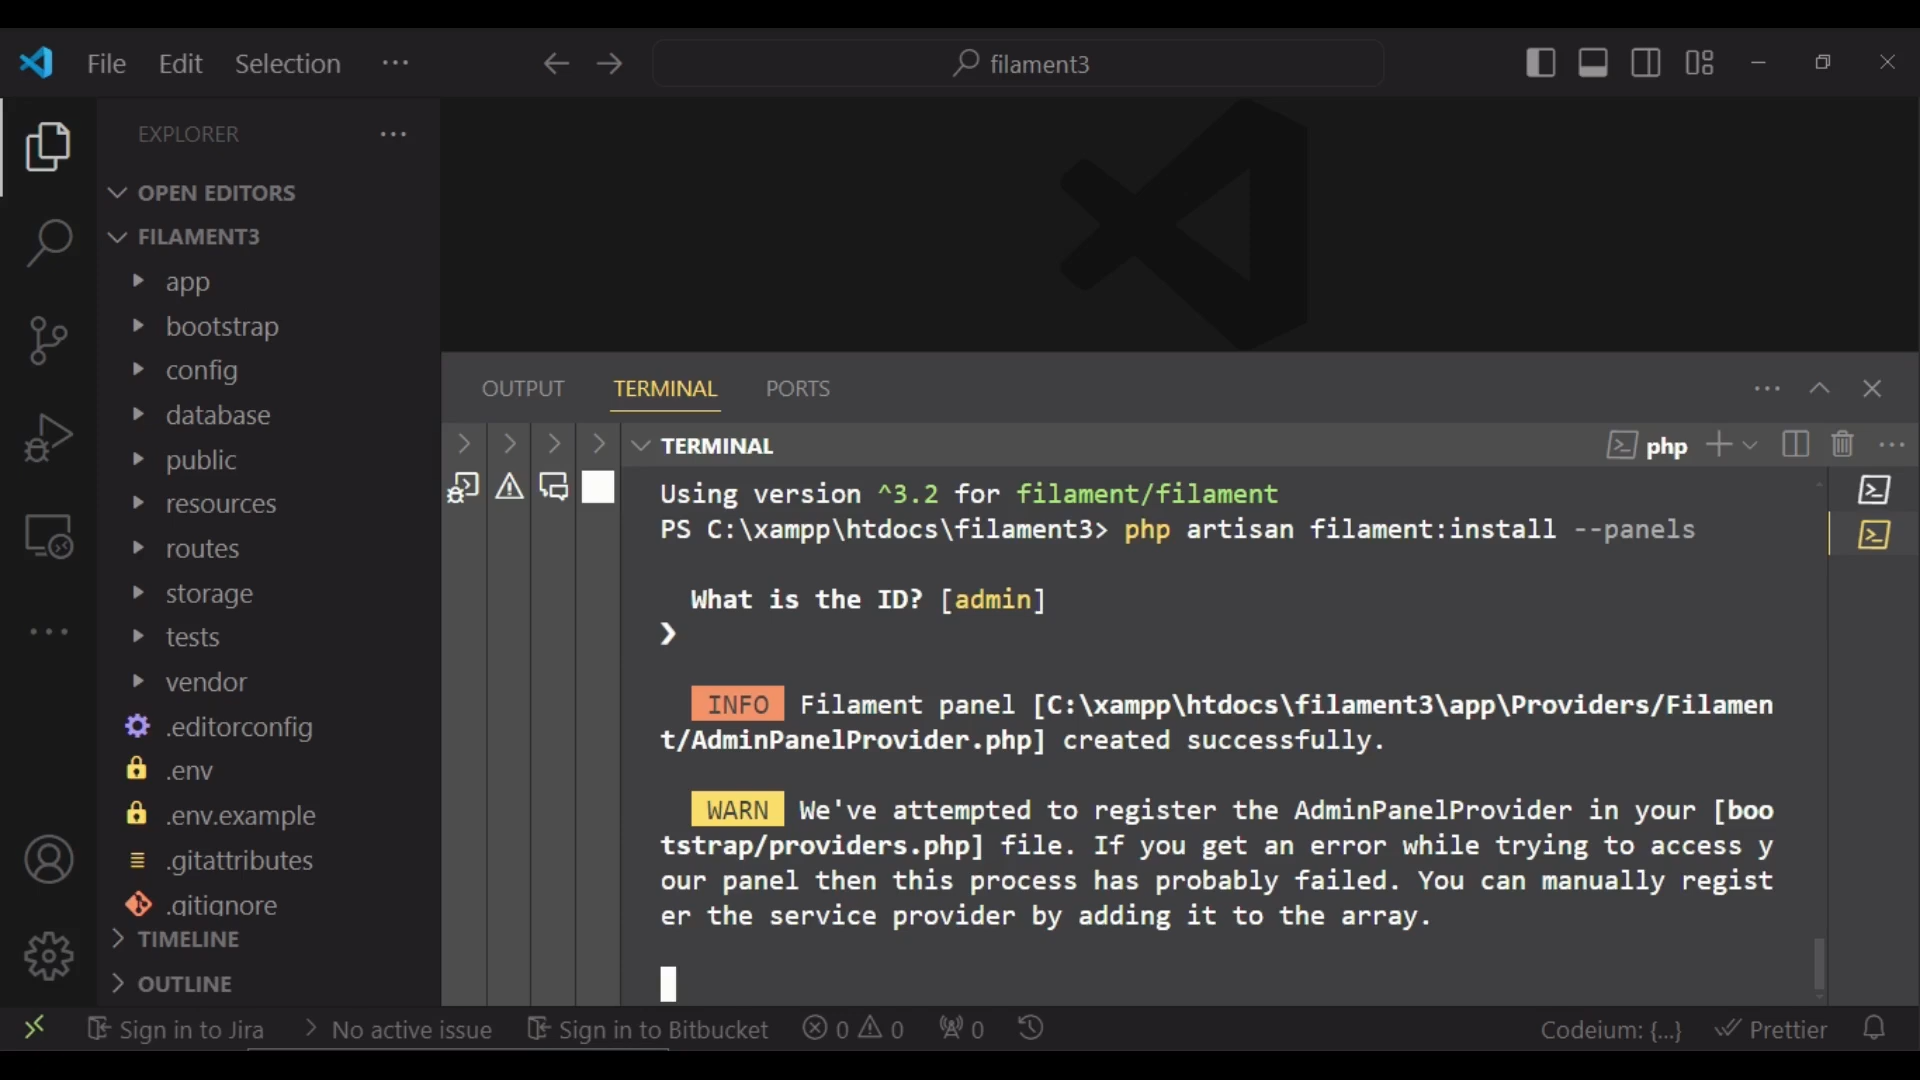 File Edit Selection ...
filament3
EXPLORER
OPEN EDITORS
FILAMENT3
app
bootstrap
config
database
public
resources
routes
storage
tests
vendor
.editorconfig
.env
.env.example
.gitattributes
.gitignore
TIMELINE
OUTLINE
OUTPUT TERMINAL PORTS
TERMINAL
php
Using version ^3.2 for filament/filament
PS C:\xampp\htdocs\filament3> php artisan filament:install --panels
What is the ID? [admin]
❯
INFO Filament panel [C:\xampp\htdocs\filament3\app\Providers/Filamen
t/AdminPanelProvider.php] created successfully.
WARN We've attempted to register the AdminPanelProvider in your [boo
tstrap/providers.php] file. If you get an error while trying to access y
our panel then this process has probably failed. You can manually regist
er the service provider by adding it to the array.
Sign in to Jira > No active issue Sign in to Bitbucket 0 0 0 Codeium: {...} Prettier